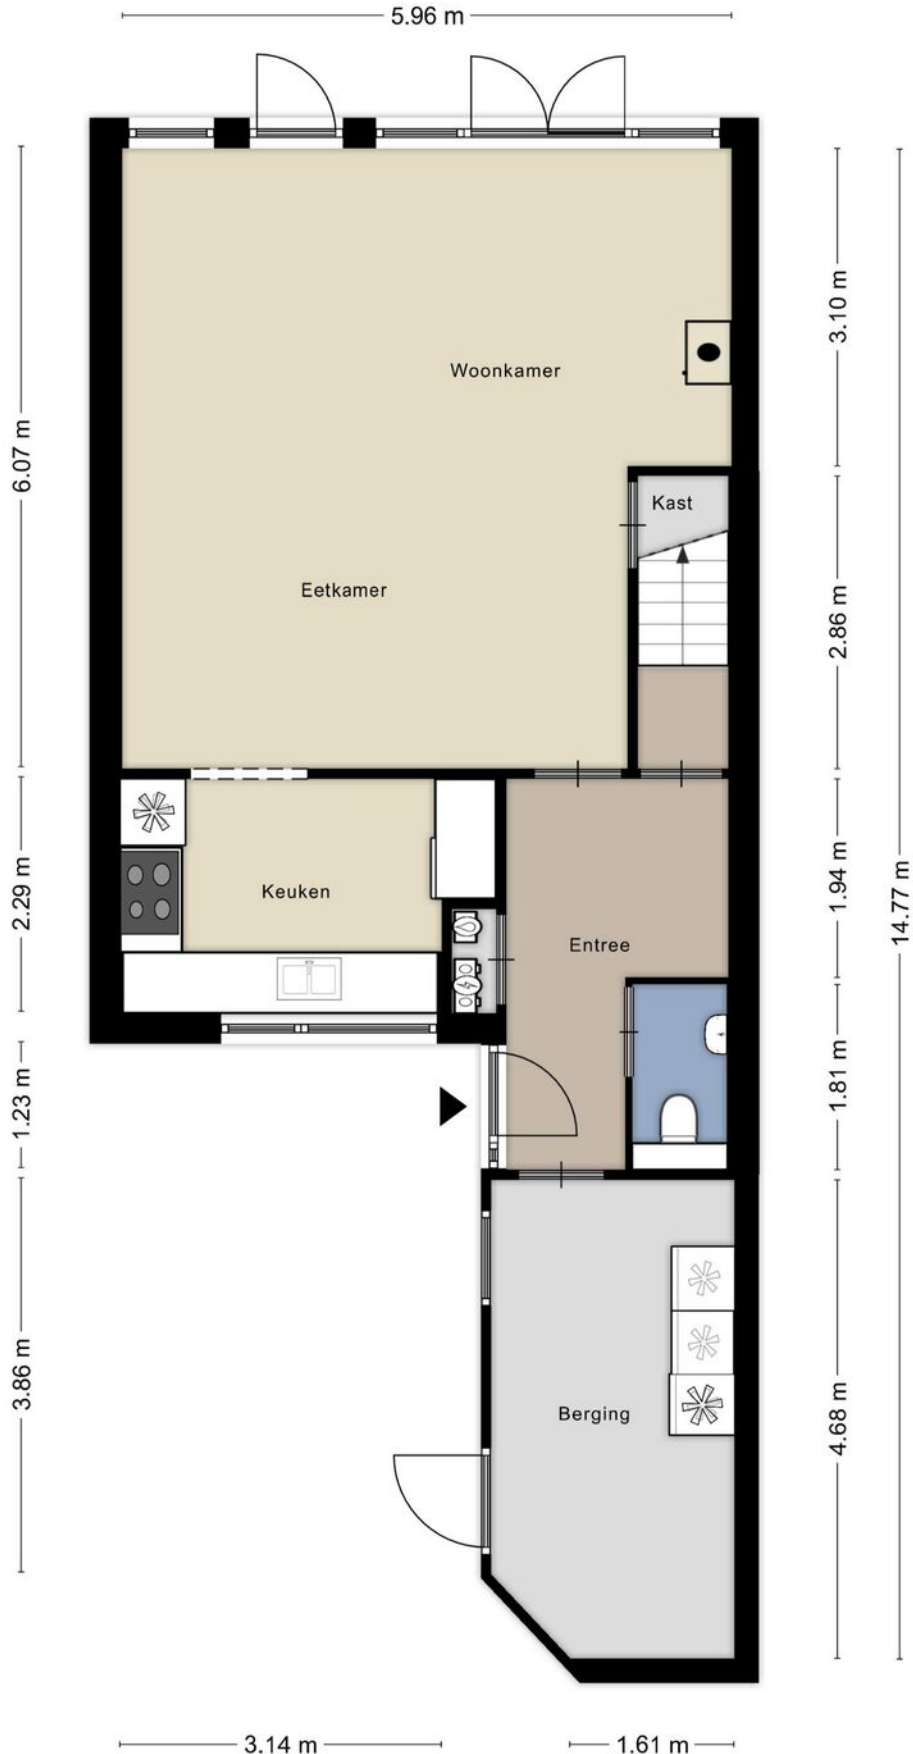 5.96 m
3.10 m
Woonkamer
6.07 m
Kast
Eetkamer
2.86 m
2.29 m
Keuken
1.94 m
14.77 m
Entree
1.23 m
1.81 m
3.86 m
Berging
4.68 m
3.14 m
1.61 m